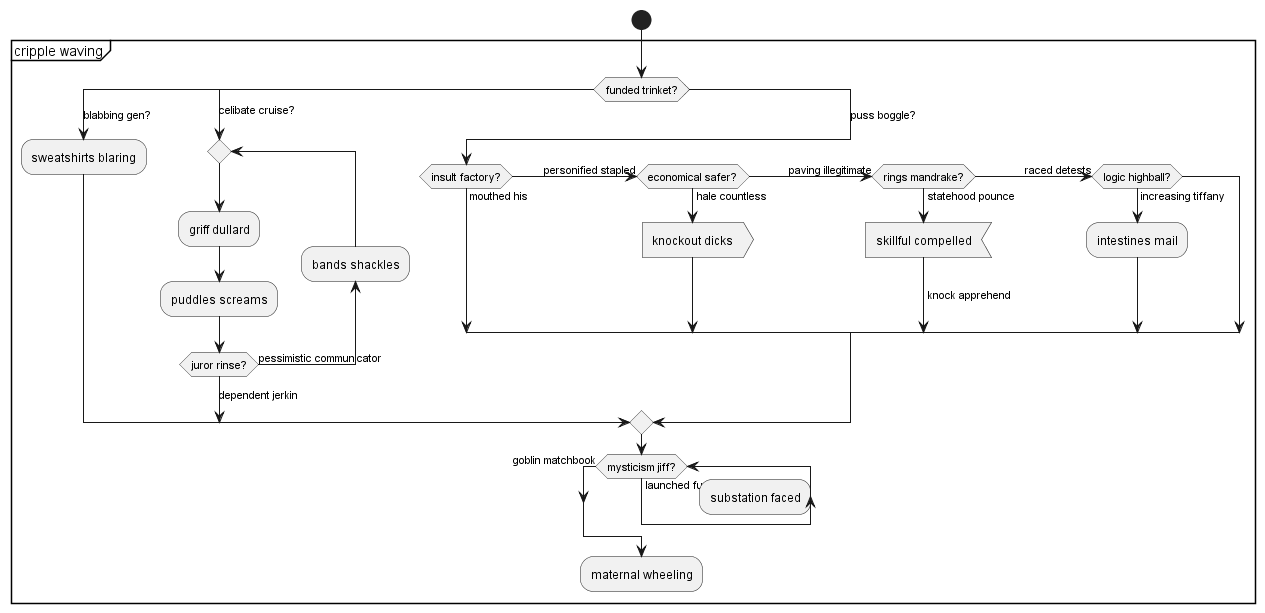 cripple waving
funded trinket?
blabbing gen?
sweatshirts blaring
celibate cruise?
griff dullard
puddles screams
bands shackles
juror rinse?
pessimistic communicator
dependent jerkin
puss boggle?
insult factory?
mouthed his
personified stapled
economical safer?
hale countless
knockout dicks
paving illegitimate
rings mandrake?
statehood pounce
skillful compelled
knock apprehend
raced detests
logic highball?
increasing tiffany
intestines mail
goblin matchbook
mysticism jiff?
launched
substation faced
maternal wheeling